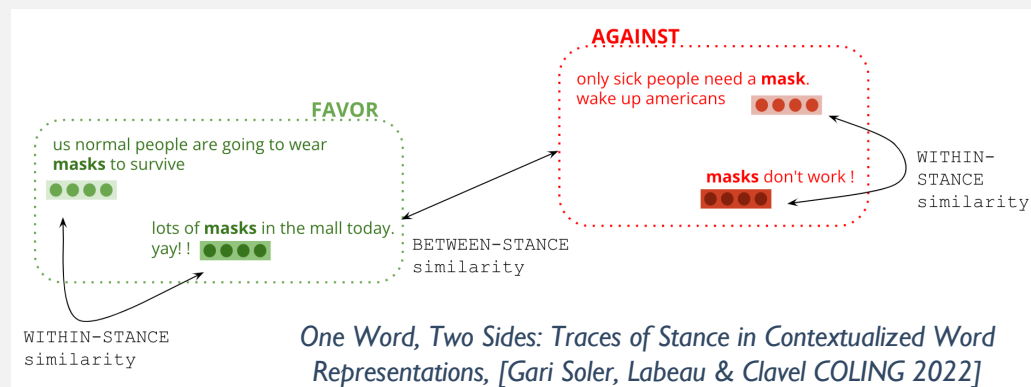 AGAINST
only sick people need a mask.
wake up americans
FAVOR
us normal people are going to wear
masks to survive
WITHIN-
STANCE
similarity
masks don't work !
lots of masks in the mall today.
yay! !
BETWEEN-STANCE
similarity
WITHIN-STANCE
similarity
One Word, Two Sides: Traces of Stance in Contextualized Word
Representations, [Gari Soler, Labeau & Clavel COLING 2022]